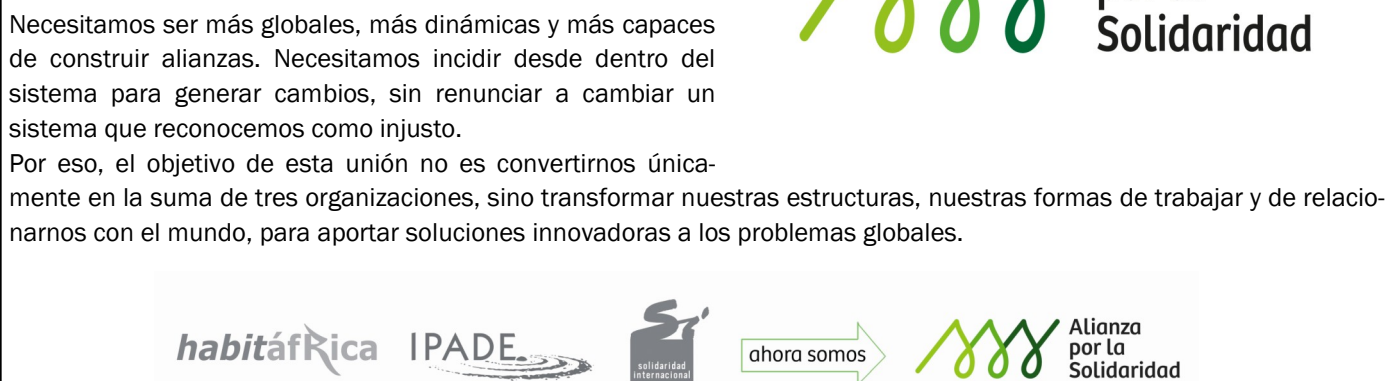 Necesitamos ser más globales, más dinámicas y más capaces
de construir alianzas. Necesitamos incidir desde dentro del
sistema para generar cambios, sin renunciar a cambiar un
sistema que reconocemos como injusto.
Por eso, el objetivo de esta unión no es convertirnos única-
mente en la suma de tres organizaciones, sino transformar nuestras estructuras, nuestras formas de trabajar y de relacio-
narnos con el mundo, para aportar soluciones innovadoras a los problemas globales.
Solidaridad
habitáfrica
IPADE
Si
solidaridad
internacional
ahora somos
Alianza
por la
Solidaridad